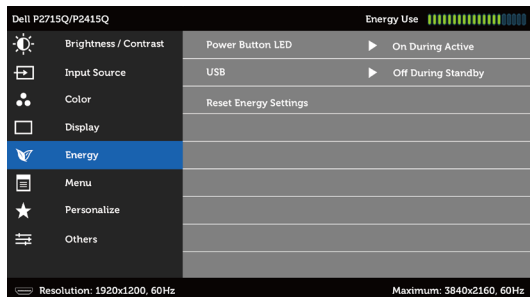 Dell P2715Q/P2415Q Energy Use
Brightness / Contrast Power Button LED On During Active
Input Source USB Off During Standby
Color Reset Energy Settings
Display
Energy
Menu
Personalize
Others
Resolution: 1920x1200, 60Hz Maximum: 3840x2160, 60Hz